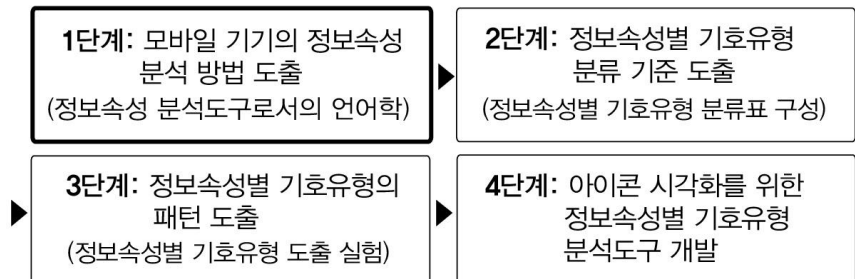 1단계: 모바일 기기의 정보속성
분석 방법 도출
(정보속성 분석도구로서의 언어학)
2단계: 정보속성별 기호유형
분류 기준 도출
(정보속성별 기호유형 분류표 구성)
3단계: 정보속성별 기호유형의
패턴 도출
(정보속성별 기호유형 도출 실험)
4단계: 아이콘 시각화를 위한
정보속성별 기호유형
분석도구 개발